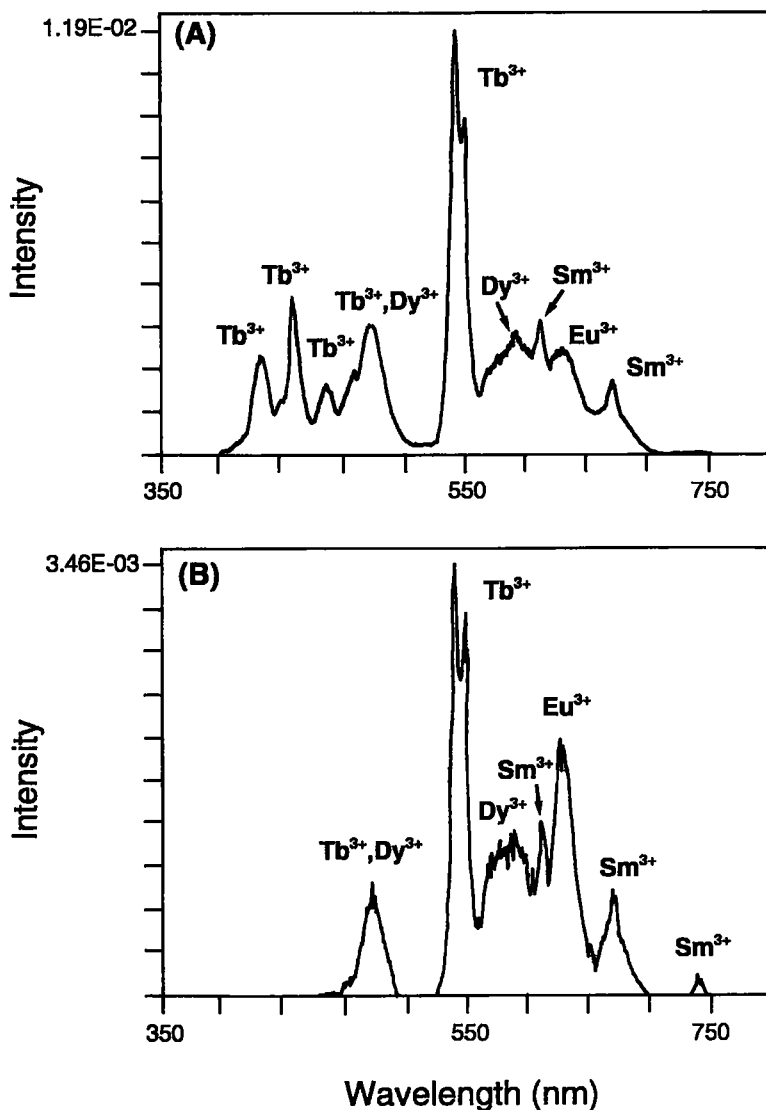 1.19E-02
(A)
Tb³⁺
Tb³⁺
Tb³⁺
Tb³⁺
Tb³⁺,Dy³⁺
Dy³⁺
Sm³⁺
Eu³⁺
Sm³⁺
Intensity
350
550
750
3.46E-03
(B)
Tb³⁺
Eu³⁺
Sm³⁺
Dy³⁺
Tb³⁺,Dy³⁺
Sm³⁺
Sm³⁺
Intensity
350
550
750
Wavelength (nm)